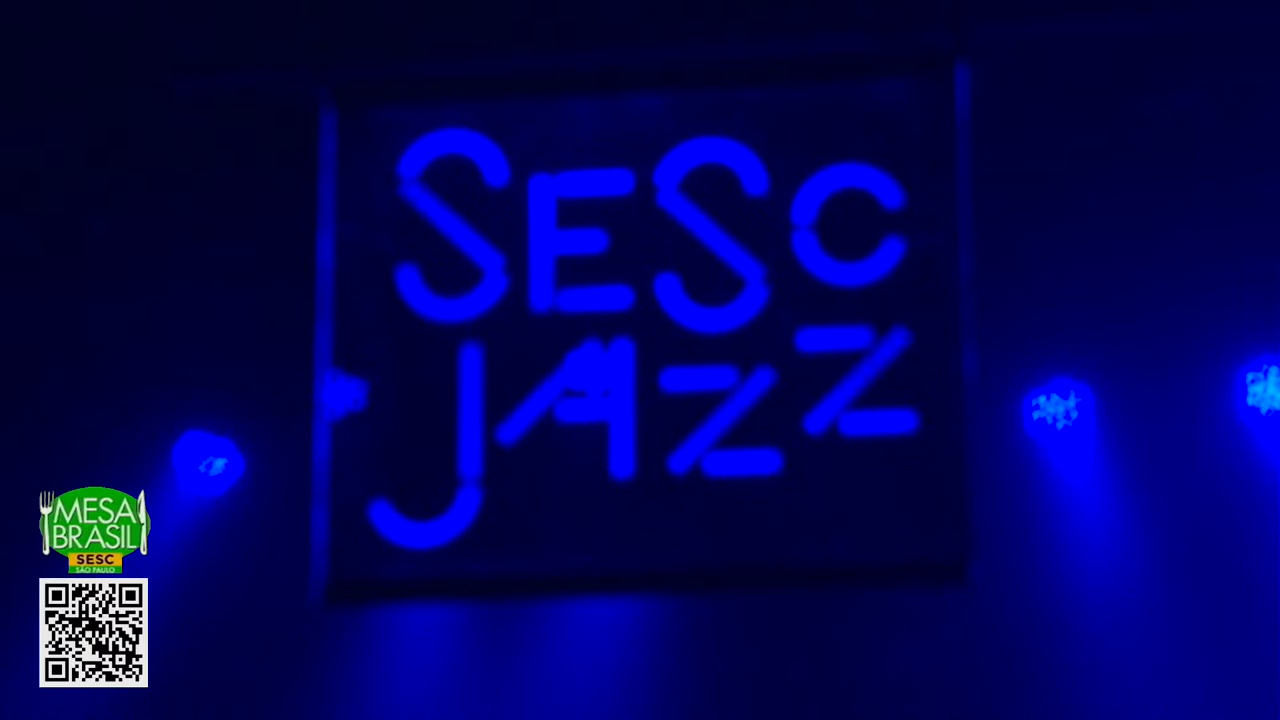 SESC
JAZZ
MESA
BRASIL
SESC
SÃO PAULO